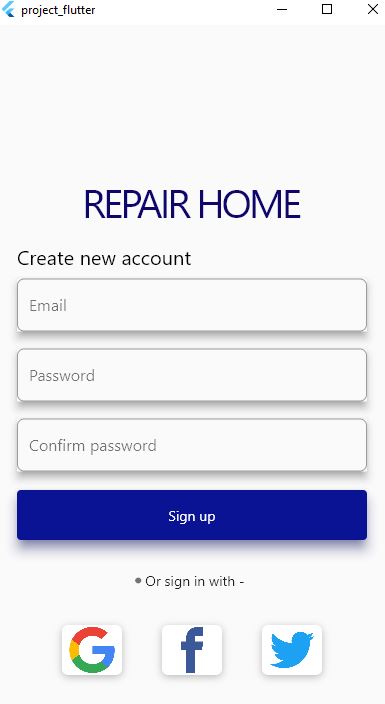 project_flutter
REPAIR HOME
Create new account
Email
Password
Confirm password
Sign up
• Or sign in with -